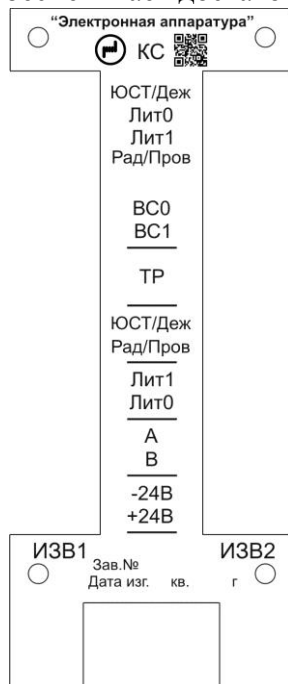 “Электронная аппаратура”
КС
ЮСТ/Деж
Лит0
Лит1
Рад/Пров
ВС0
ВС1
ТР
ЮСТ/Деж
Рад/Пров
Лит1
Лит0
А
В
-24В
+24В
ИЗВ1 ИЗВ2
Зав.№
Дата изг. кв. г